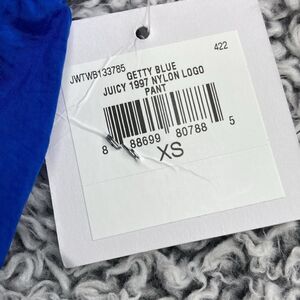 JWTWB133785 422
GETTY BLUE
JUICY 1997 NYLON LOGO
PANT
8 88699 80788 5
XS